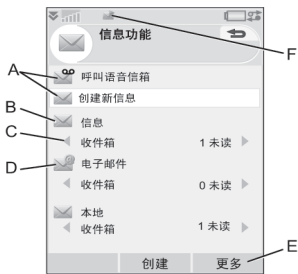 信息功能
F
A
呼叫语音信箱
创建新信息
B
信息
C
收件箱 1 未读
D
电子邮件
收件箱 0 未读
本地
收件箱 1 未读
E
创建 更多